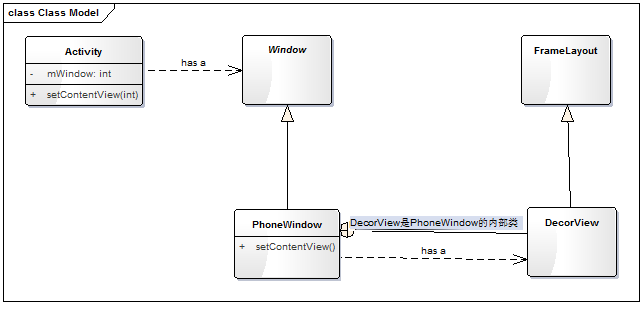 class Class Model
Activity
- mWindow: int
+ setContentView(int)
has a
Window
FrameLayout
PhoneWindow
+ setContentView()
DecorView是PhoneWindow的内部类
has a
DecorView